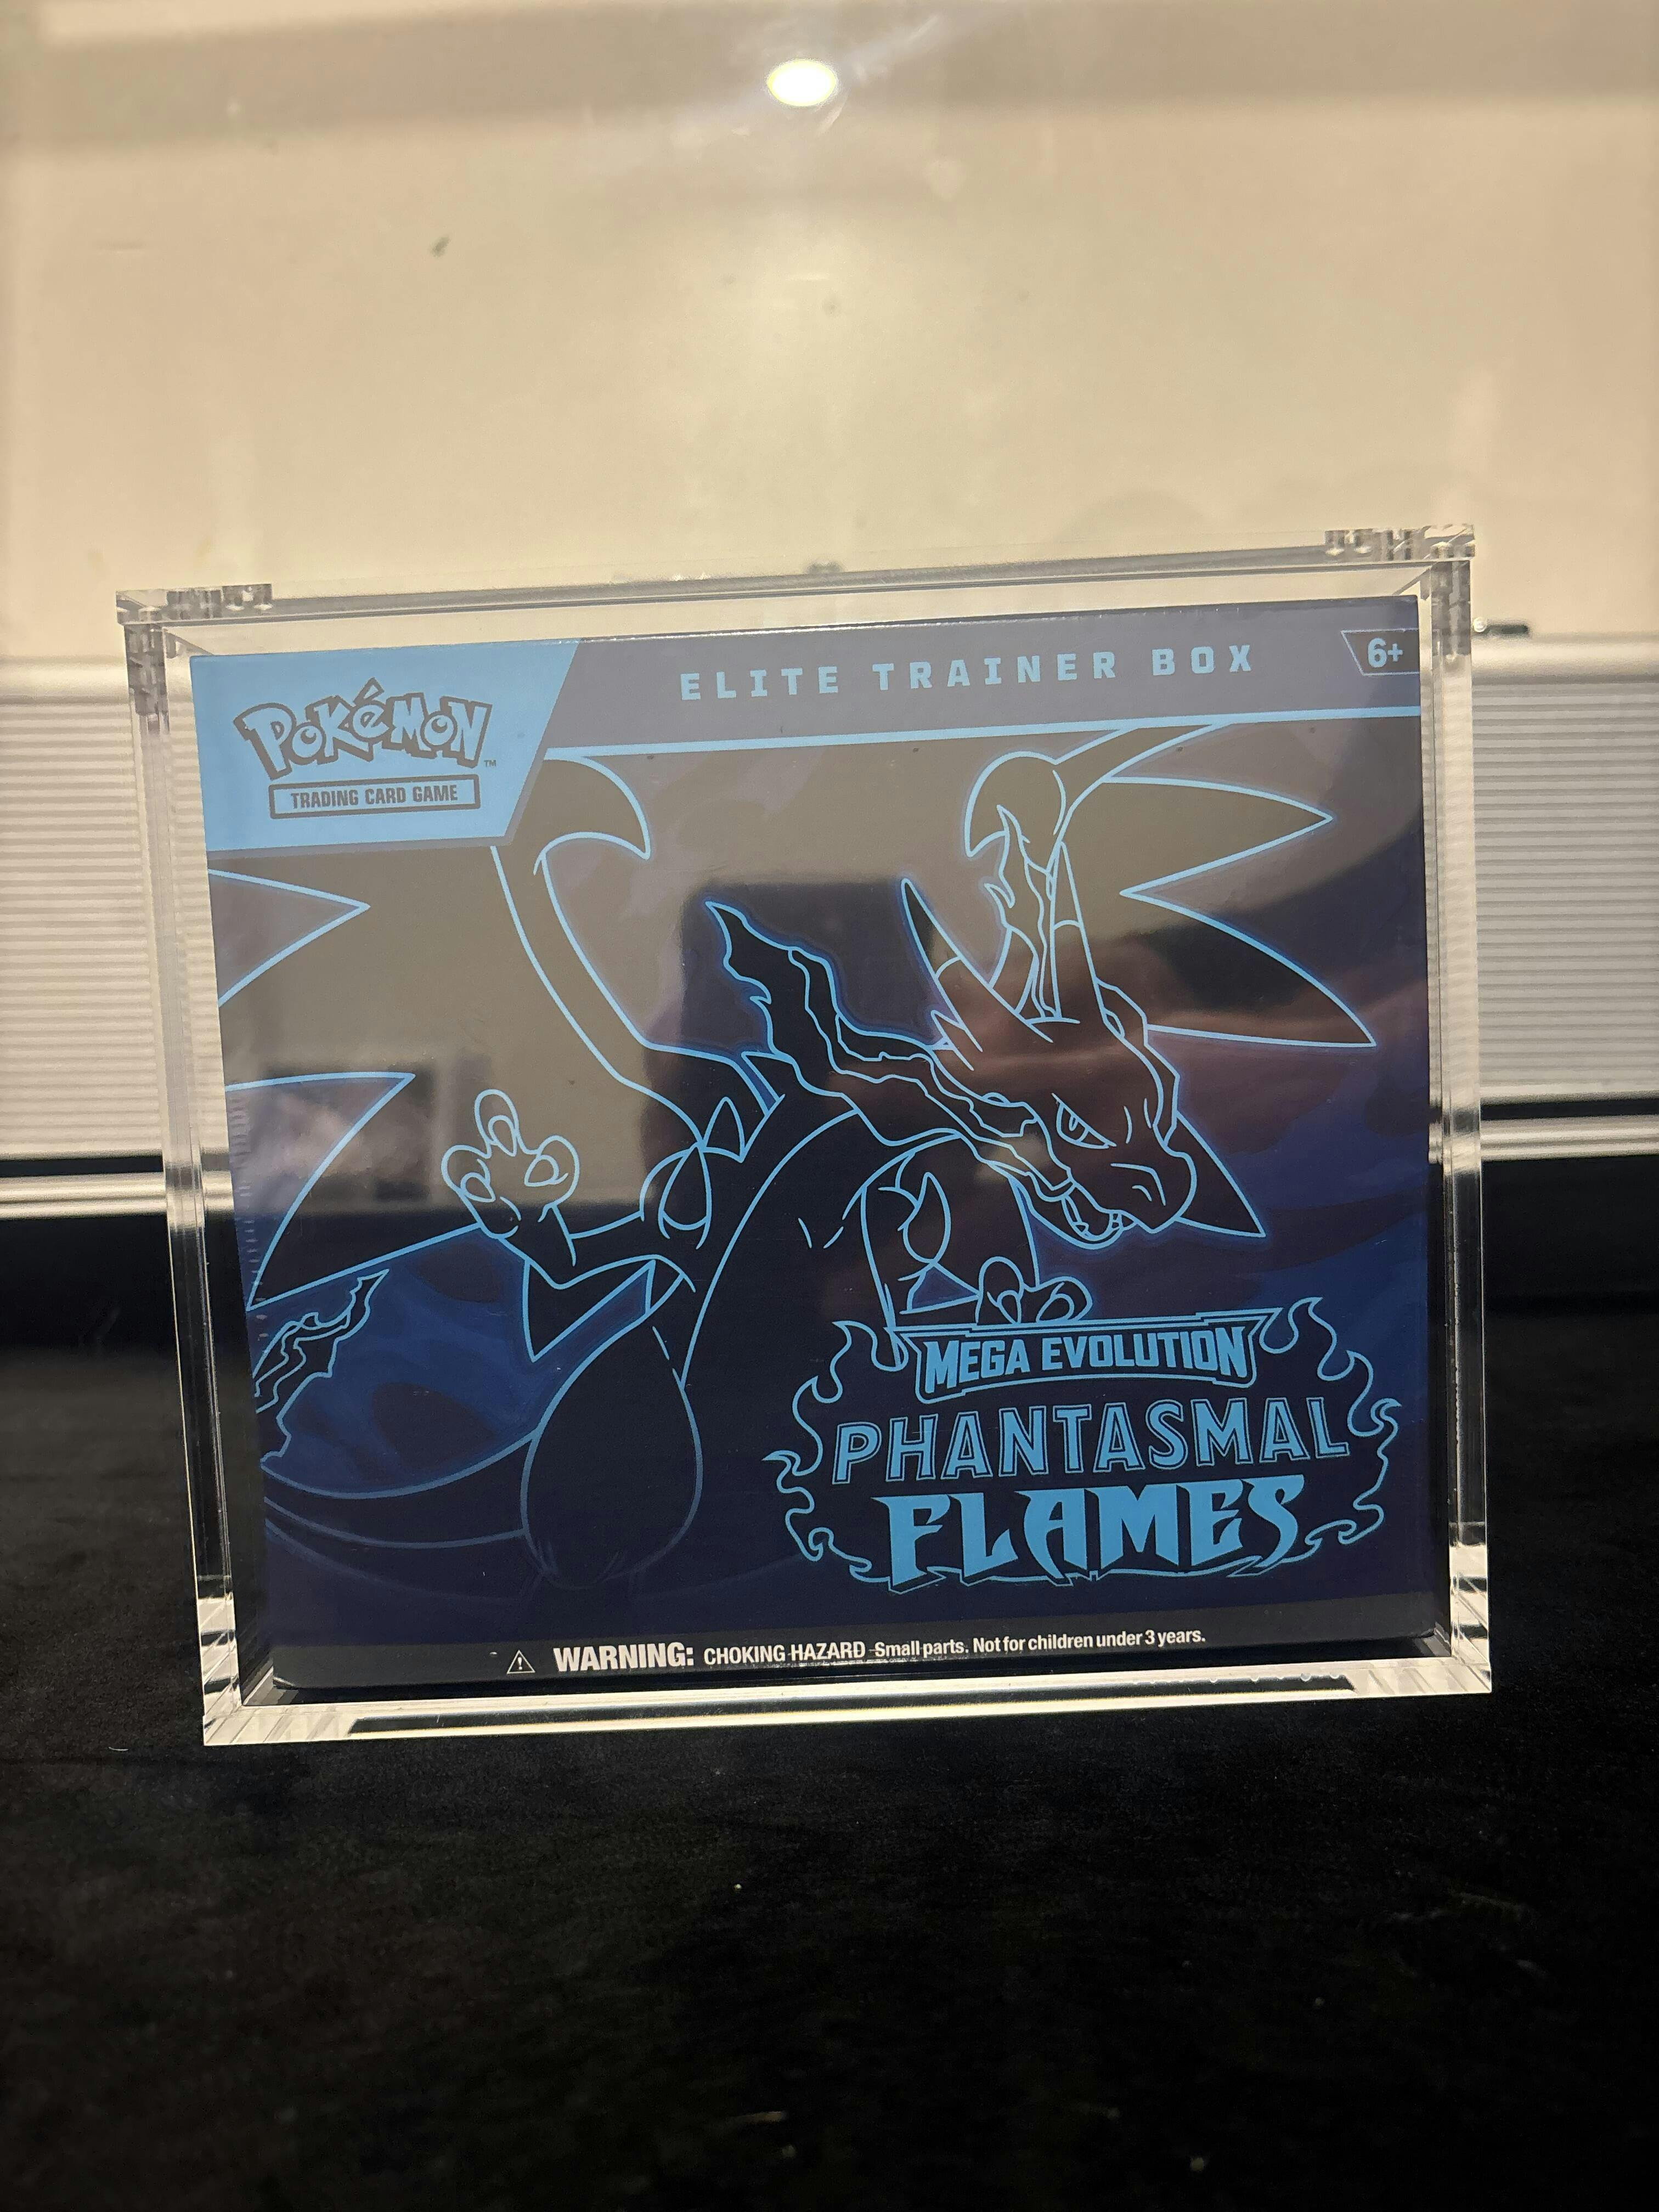 ELITE TRAINER BOX
6+
POKéMON™
TRADING CARD GAME
MEGA EVOLUTION
PHANTASMAL
FLAMES
WARNING: CHOKING HAZARD-Small parts. Not for children under 3 years.